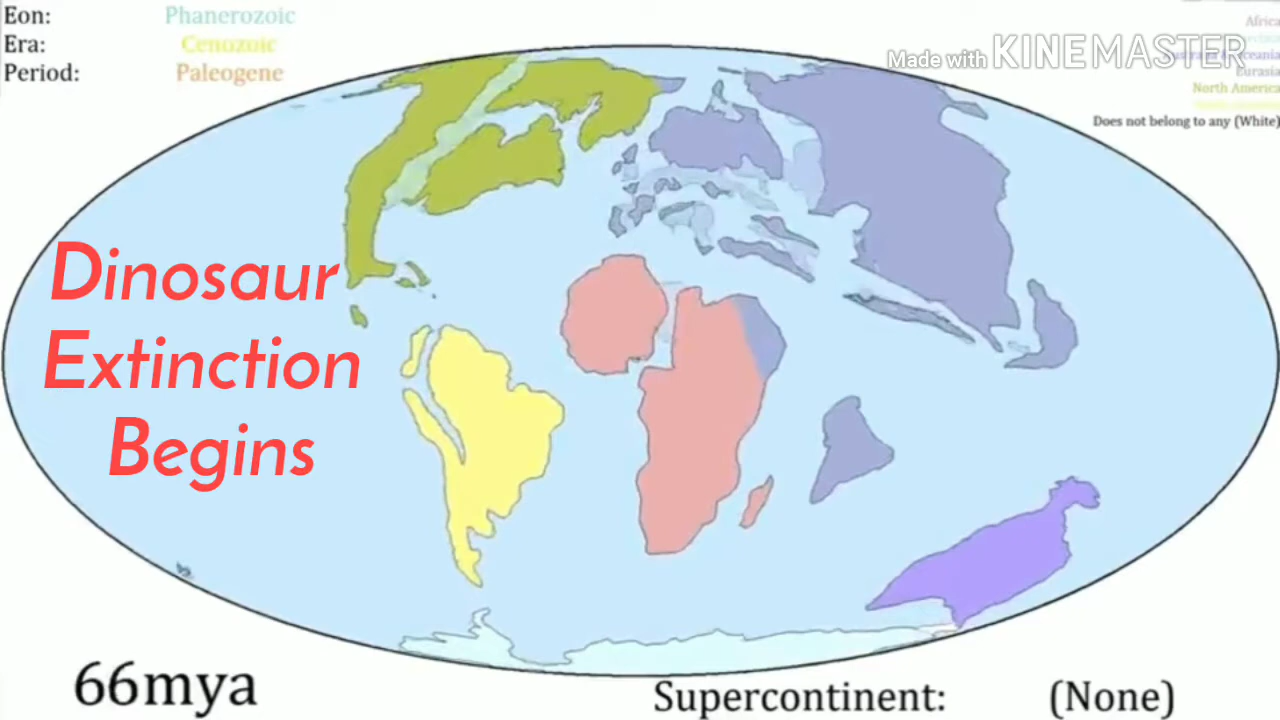 Eon: Phanerozoic
Era: Cenozoic
Period: Paleogene
Made with KINEMASTER
Africa
Eurasia
North America
Does not belong to any (White)
Dinosaur
Extinction
Begins
66mya
Supercontinent: (None)